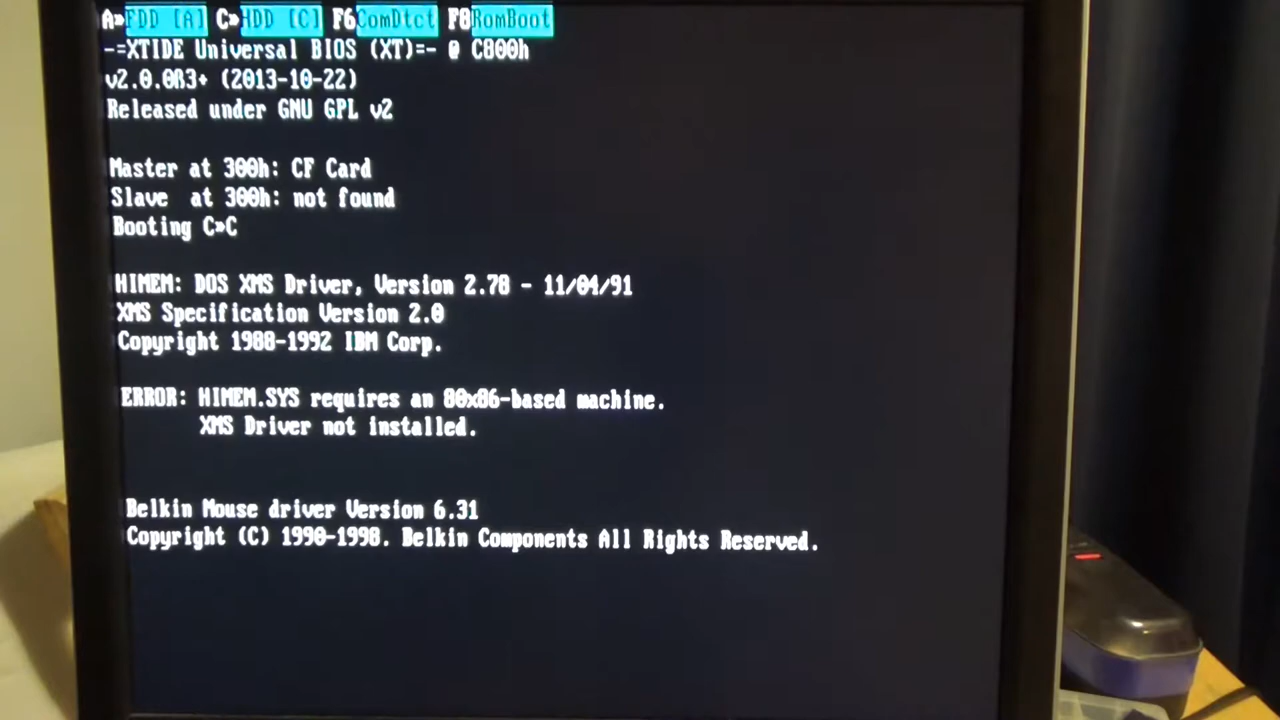 A»FDD [A] C»HDD [C] F6ComDtct F8RomBoot
-=XTIDE Universal BIOS (XT)=- @ C800h
v2.0.0ß3+ (2013-10-22)
Released under GNU GPL v2
Master at 300h: CF Card
Slave at 300h: not found
Booting C»C
HIMEM: DOS XMS Driver, Version 2.78 - 11/04/91
XMS Specification Version 2.0
Copyright 1988-1992 IBM Corp.
ERROR: HIMEM.SYS requires an 80x86-based machine.
XMS Driver not installed.
Belkin Mouse driver Version 6.31
Copyright (C) 1990-1998. Belkin Components All Rights Reserved.